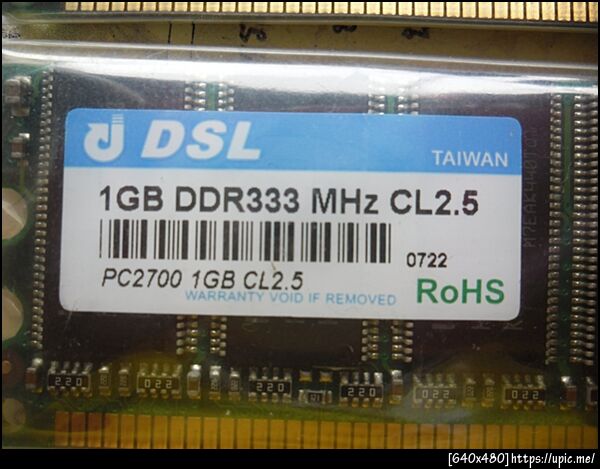 DSL
TAIWAN
1GB DDR333 MHz CL2.5
0722
PC2700 1GB CL2.5
WARRANTY VOID IF REMOVED
RoHS
220 022 220 022 220 022
[640x480]https://upic.me/